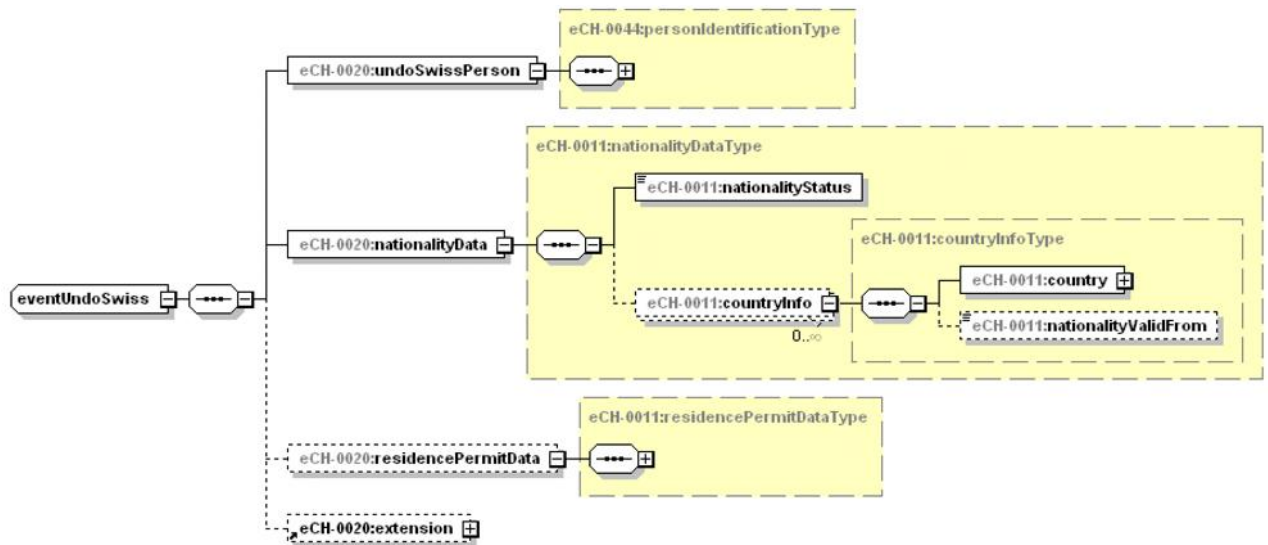 eCH-0044:personIdentificationType
eCH-0020:undoSwissPerson
eCH-0011:nationalityDataType
eCH-0011:nationalityStatus
eCH-0020:nationalityData
eCH-0011:countryInfoType
eCH-0011:country
eventUndoSwiss
eCH-0011:countryInfo
0..∞
eCH-0011:nationalityValidFrom
eCH-0011:residencePermitDataType
eCH-0020:residencePermitData
eCH-0020:extension